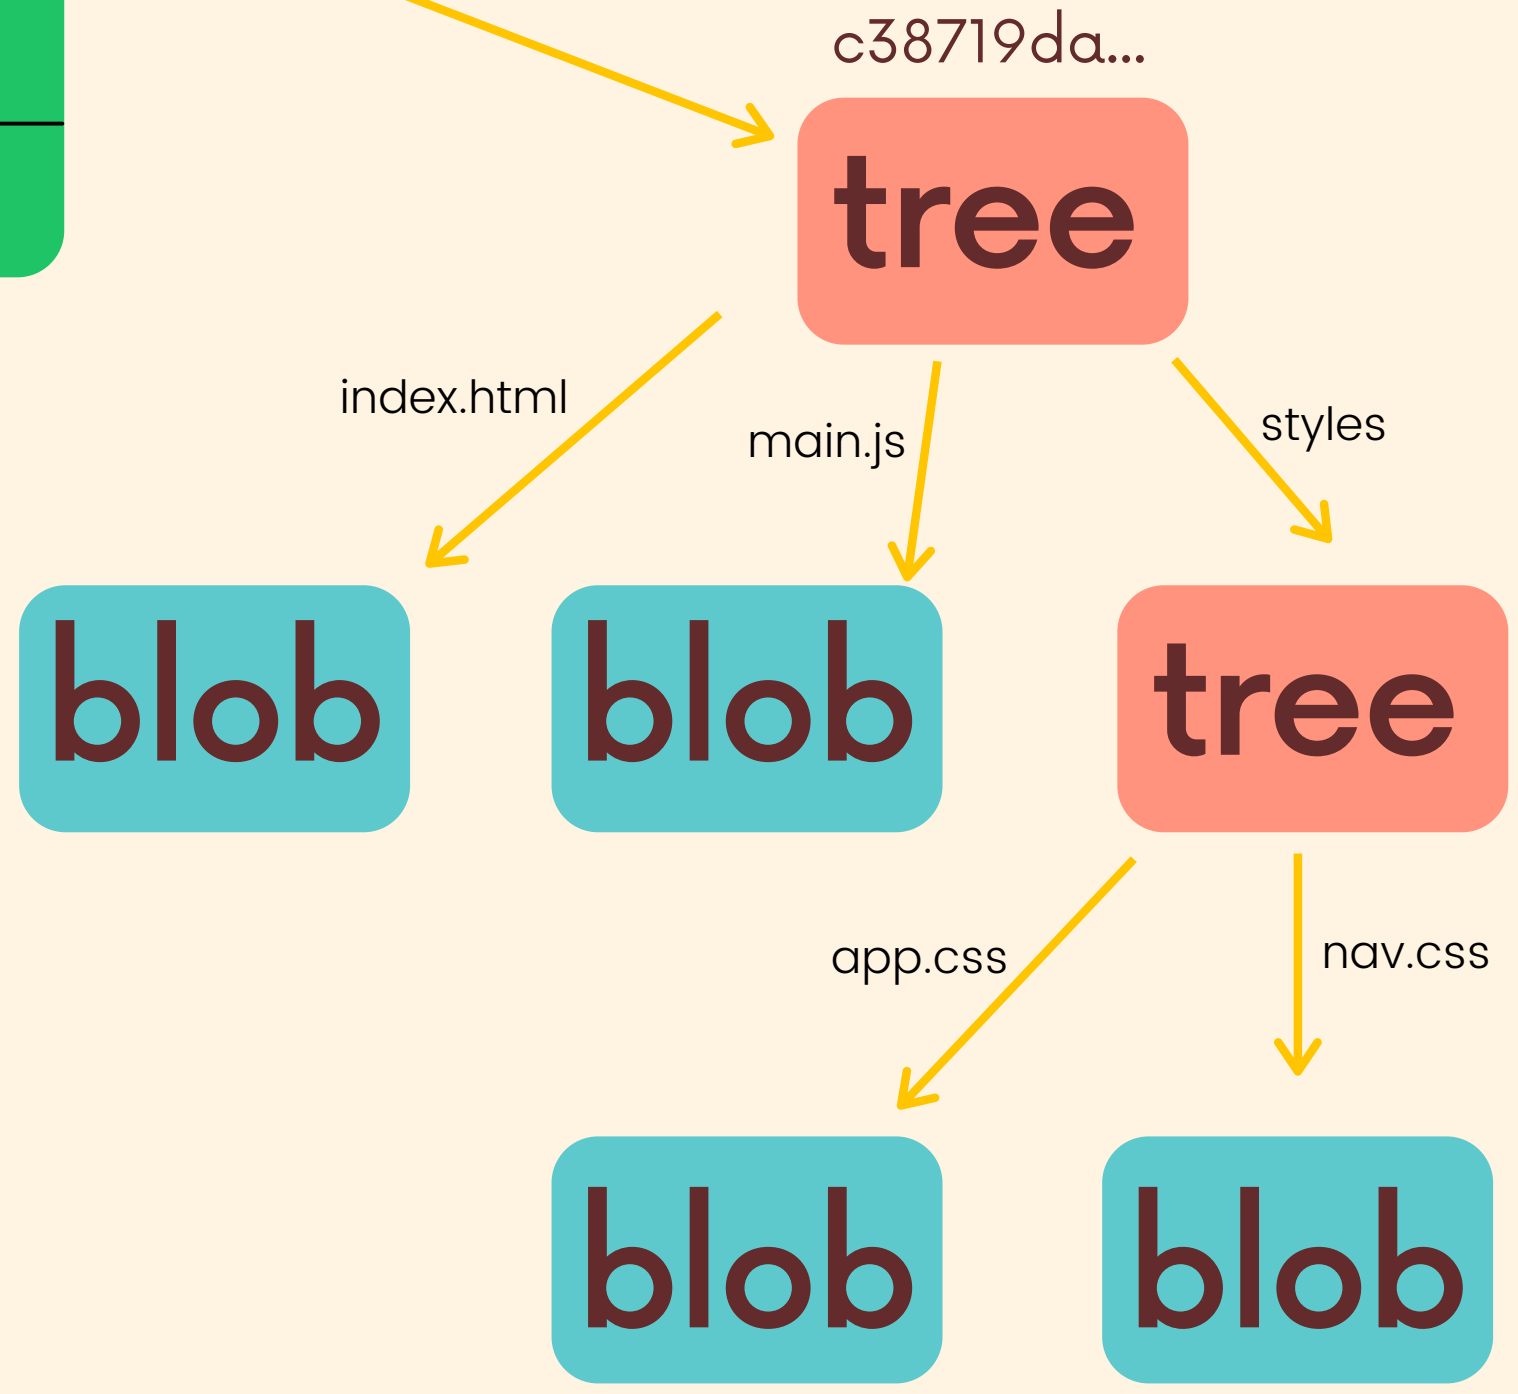 c38719da...
tree
index.html
main.js
styles
blob
blob
tree
app.css
nav.css
blob
blob